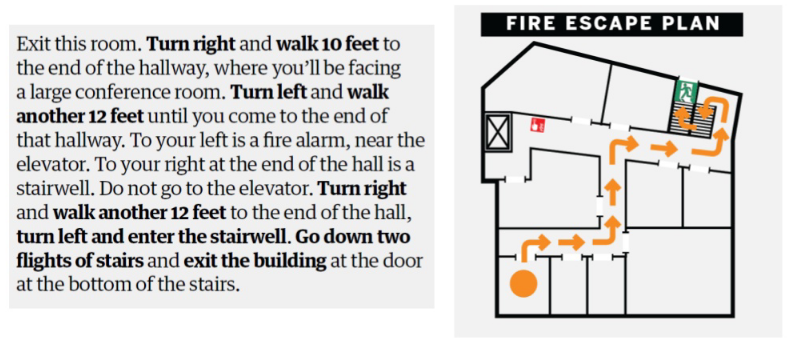 Exit this room. Turn right and walk 10 feet to
the end of the hallway, where you’ll be facing
a large conference room. Turn left and walk
another 12 feet until you come to the end of
that hallway. To your left is a fire alarm, near the
elevator. To your right at the end of the hall is a
stairwell. Do not go to the elevator. Turn right
and walk another 12 feet to the end of the hall,
turn left and enter the stairwell. Go down two
flights of stairs and exit the building at the door
at the bottom of the stairs.
FIRE ESCAPE PLAN